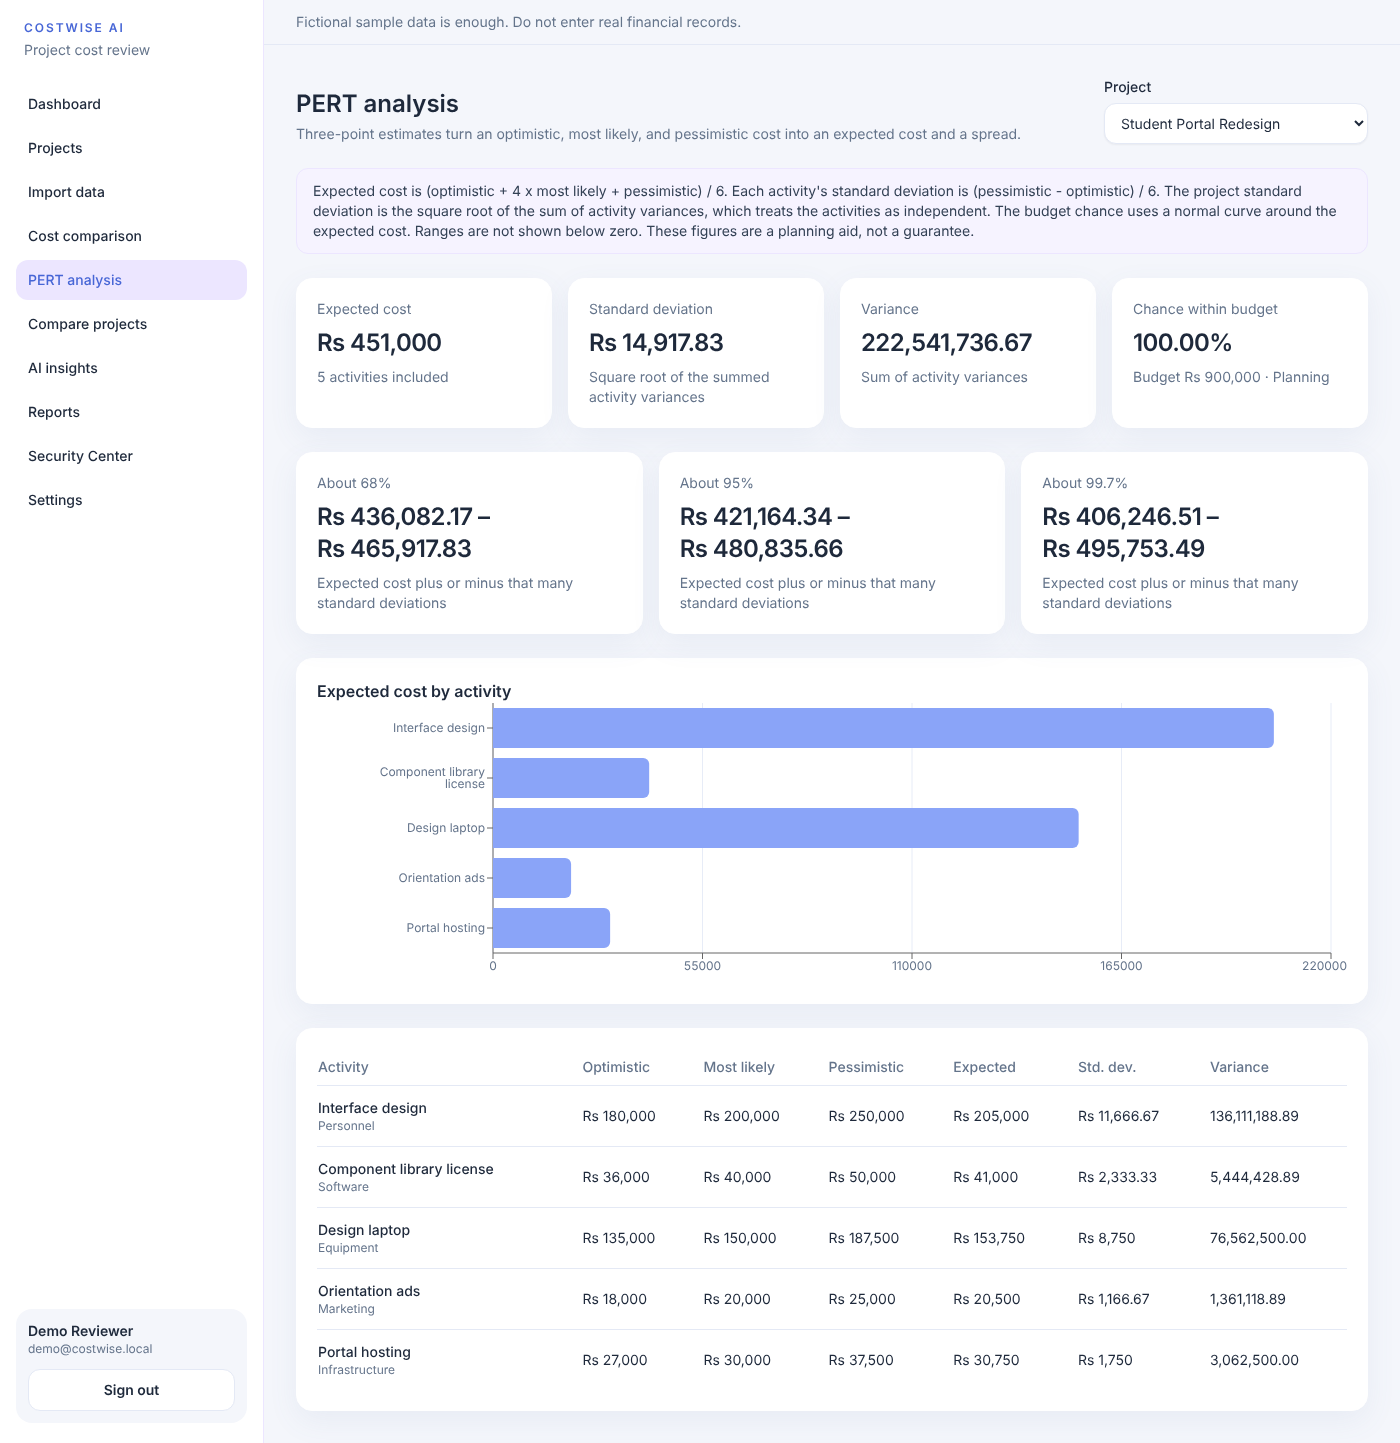 COSTWISE AI
Project cost review
Dashboard
Projects
Import data
Cost comparison
PERT analysis
Compare projects
AI insights
Reports
Security Center
Settings
Demo Reviewer
demo@costwise.local
Sign out
Fictional sample data is enough. Do not enter real financial records.
PERT analysis
Three-point estimates turn an optimistic, most likely, and pessimistic cost into an expected cost and a spread.
Project
Student Portal Redesign
Expected cost is (optimistic + 4 x most likely + pessimistic) / 6. Each activity's standard deviation is (pessimistic - optimistic) / 6. The project standard
deviation is the square root of the sum of activity variances, which treats the activities as independent. The budget chance uses a normal curve around the
expected cost. Ranges are not shown below zero. These figures are a planning aid, not a guarantee.
Expected cost
Rs 451,000
5 activities included
Standard deviation
Rs 14,917.83
Square root of the summed
activity variances
Variance
222,541,736.67
Sum of activity variances
Chance within budget
100.00%
Budget Rs 900,000 · Planning
About 68%
Rs 436,082.17 –
Rs 465,917.83
Expected cost plus or minus that many
standard deviations
About 95%
Rs 421,164.34 –
Rs 480,835.66
Expected cost plus or minus that many
standard deviations
About 99.7%
Rs 406,246.51 –
Rs 495,753.49
Expected cost plus or minus that many
standard deviations
Expected cost by activity
Interface design
Component library
license
Design laptop
Orientation ads
Portal hosting
0 55000 110000 165000 220000
Activity Optimistic Most likely Pessimistic Expected Std. dev. Variance
Interface design
Personnel
Rs 180,000 Rs 200,000 Rs 250,000 Rs 205,000 Rs 11,666.67 136,111,188.89
Component library license
Software
Rs 36,000 Rs 40,000 Rs 50,000 Rs 41,000 Rs 2,333.33 5,444,428.89
Design laptop
Equipment
Rs 135,000 Rs 150,000 Rs 187,500 Rs 153,750 Rs 8,750 76,562,500.00
Orientation ads
Marketing
Rs 18,000 Rs 20,000 Rs 25,000 Rs 20,500 Rs 1,166.67 1,361,118.89
Portal hosting
Infrastructure
Rs 27,000 Rs 30,000 Rs 37,500 Rs 30,750 Rs 1,750 3,062,500.00